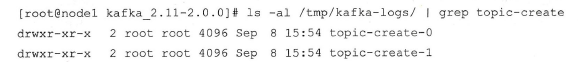 [root@node1 kafka_2.11-2.0.0]# ls -al /tmp/kafka-logs/ | grep topic-create
drwxr-xr-x 2 root root 4096 Sep 8 15:54 topic-create-0
drwxr-xr-x 2 root root 4096 Sep 8 15:54 topic-create-1